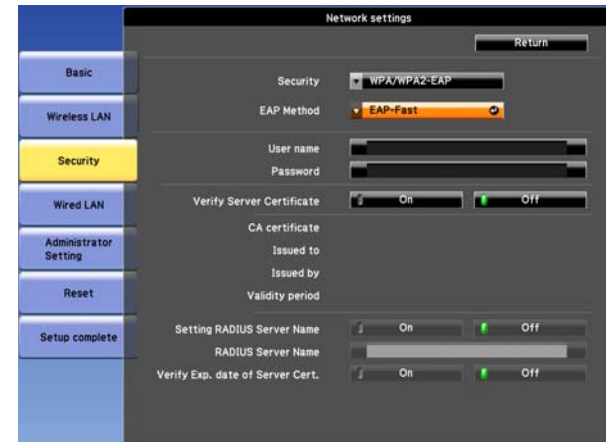 Network settings
Return
Basic
Wireless LAN
Security
Wired LAN
Administrator
Setting
Reset
Setup complete
Security WPA/WPA2-EAP
EAP Method EAP-Fast
User name
Password
Verify Server Certificate On Off
CA certificate
Issued to
Issued by
Validity period
Setting RADIUS Server Name On Off
RADIUS Server Name
Verify Exp. date of Server Cert. On Off